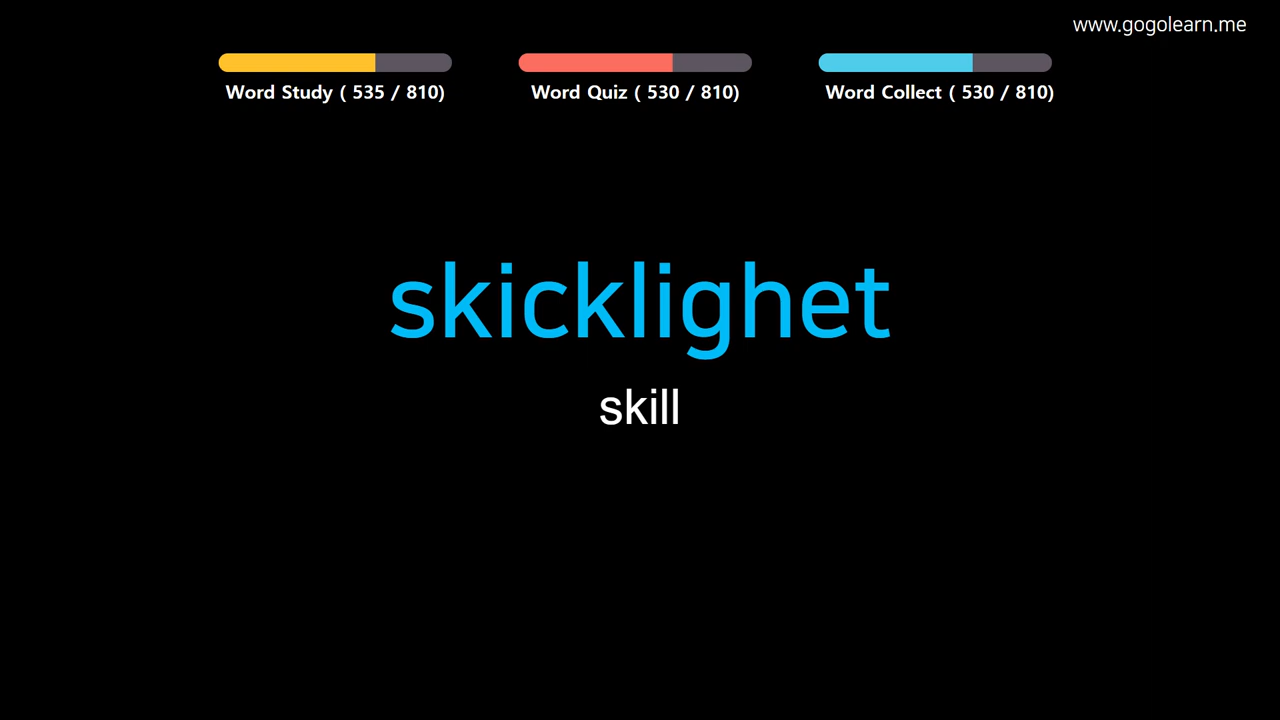 www.gogolearn.me
Word Study ( 535 / 810)
Word Quiz ( 530 / 810)
Word Collect ( 530 / 810)
skicklighet
skill